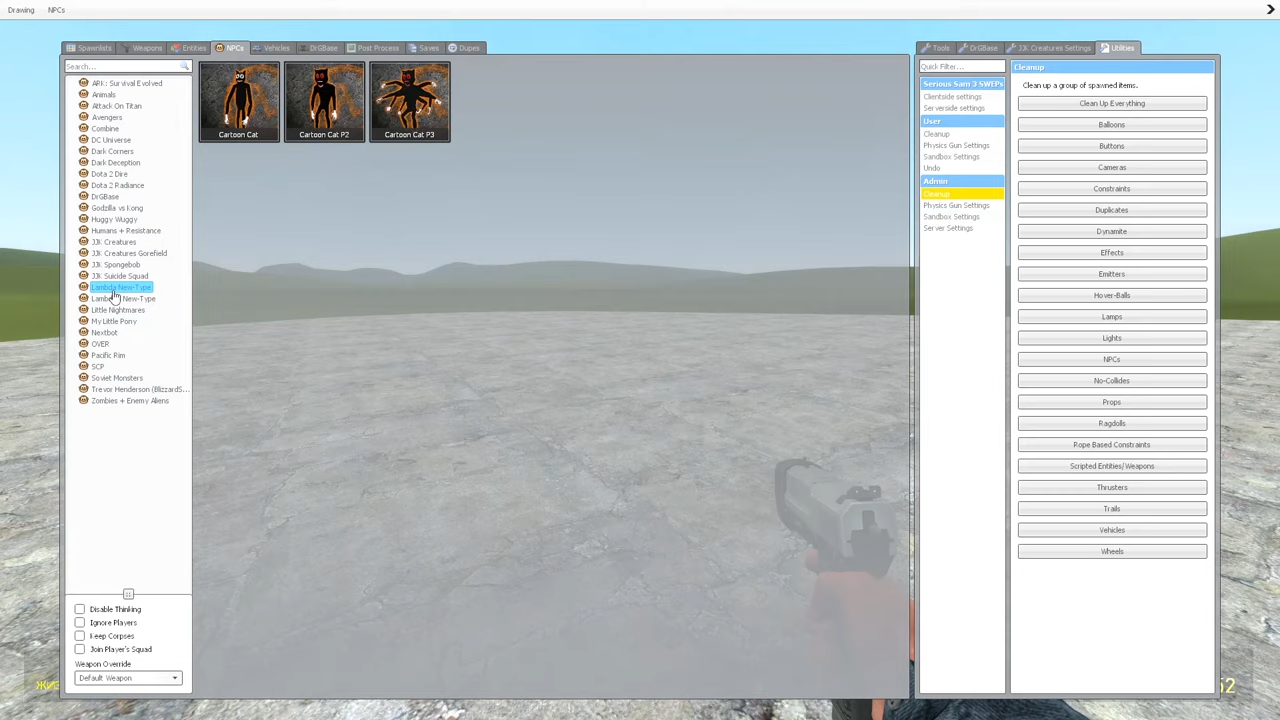 Drawing NPCs
Spawnlists Weapons Entities NPCs Vehicles DrGBase Post Process Saves Dupes
Search...
ARK: Survival Evolved
Animals
Attack On Titan
Avengers
Combine
DC Universe
Dark Corners
Dark Deception
Dota 2 Dire
Dota 2 Radiance
DrGBase
Godzilla vs Kong
Huggy Wuggy
Humans + Resistance
JJK Creatures
JJK Creatures Gorefield
JJK Spongebob
JJK Suicide Squad
Lambda New-Type
New-Type
Little Nightmares
My Little Pony
Nextbot
OVER
Pacific Rim
SCP
Soviet Monsters
Trevor Henderson (BlizzardS...
Zombies + Enemy Aliens
Disable Thinking
Ignore Players
Keep Corpses
Join Player's Squad
Weapon Override
Default Weapon
Cartoon Cat
Cartoon Cat P2
Cartoon Cat P3
Tools DrGBase JJK Creatures Settings Utilities
Quick Filter...
Serious Sam 3 SWEPs
Clientside settings
Serverside settings
User
Cleanup
Physics Gun Settings
Sandbox Settings
Undo
Admin
Cleanup
Physics Gun Settings
Sandbox Settings
Server Settings
Cleanup
Clean up a group of spawned items.
Clean Up Everything
Balloons
Buttons
Cameras
Constraints
Duplicates
Dynamite
Effects
Emitters
Hover-Balls
Lamps
Lights
NPCs
No-Collides
Props
Ragdolls
Rope Based Constraints
Scripted Entities/Weapons
Thrusters
Trails
Vehicles
Wheels